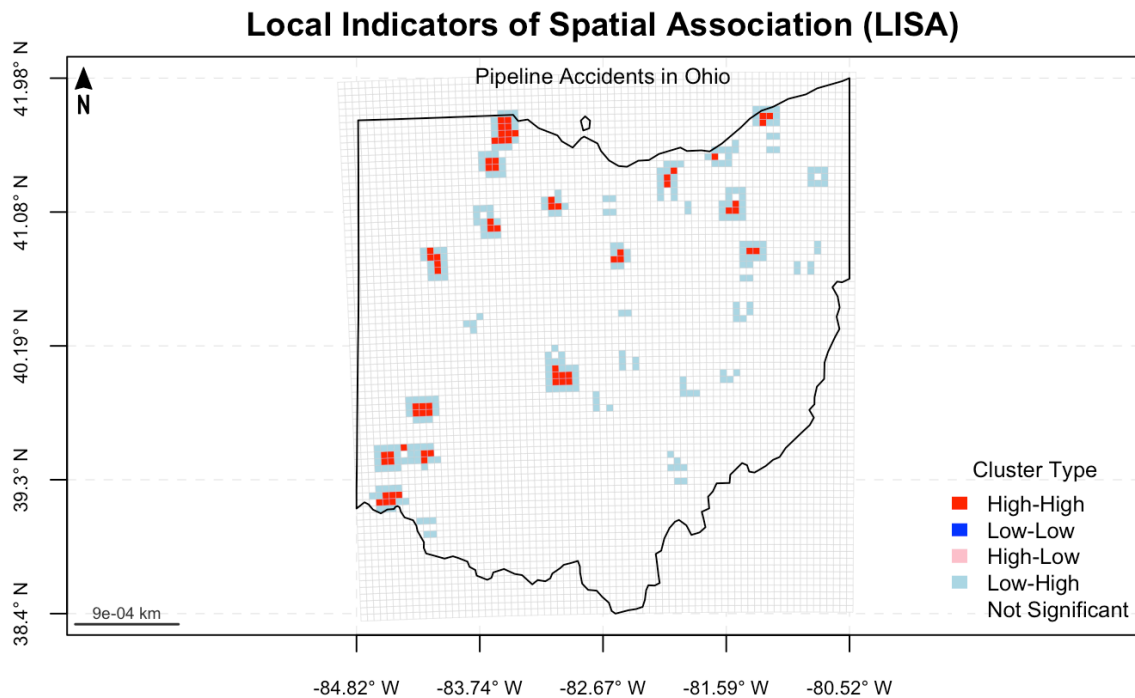 Local Indicators of Spatial Association (LISA)
Pipeline Accidents in Ohio
N
41.98° N
41.08° N
40.19° N
39.3° N
38.4° N
9e-04 km
Cluster Type
High-High
Low-Low
High-Low
Low-High
Not Significant
-84.82° W -83.74° W -82.67° W -81.59° W -80.52° W